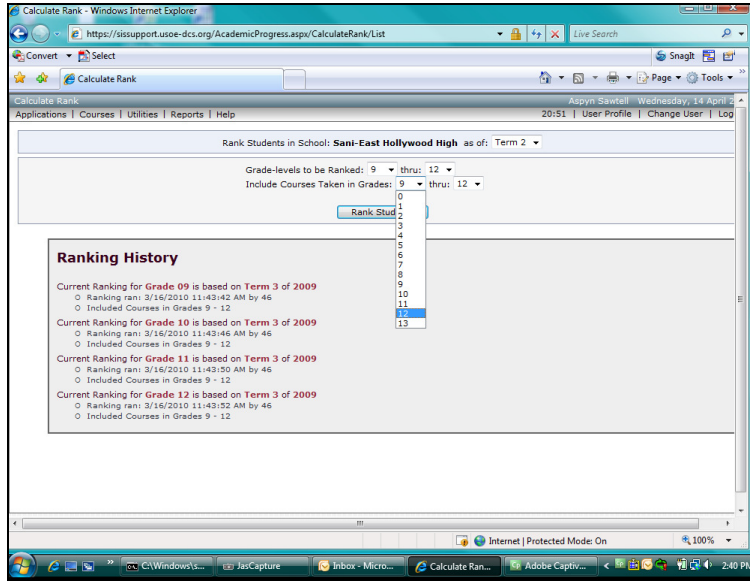 Calculate Rank - Windows Internet Explorer
https://sissupport.usoe-dcs.org/AcademicProgress.aspx/CalculateRank/List
Live Search
Convert Select
SnagIt
Calculate Rank
Page Tools
Calculate Rank
Aspyn Sawtell Wednesday, 14 April 2
Applications | Courses | Utilities | Reports | Help
20:51 | User Profile | Change User | Log
Rank Students in School: Sani-East Hollywood High as of: Term 2
Grade-levels to be Ranked: 9 thru: 12
Include Courses Taken in Grades: 9 thru: 12
Rank Stud
0
1
2
3
4
5
6
7
8
9
10
11
12
13
Ranking History
Current Ranking for Grade 09 is based on Term 3 of 2009
Ranking ran: 3/16/2010 11:43:42 AM by 46
Included Courses in Grades 9 - 12
Current Ranking for Grade 10 is based on Term 3 of 2009
Ranking ran: 3/16/2010 11:43:46 AM by 46
Included Courses in Grades 9 - 12
Current Ranking for Grade 11 is based on Term 3 of 2009
Ranking ran: 3/16/2010 11:43:50 AM by 46
Included Courses in Grades 9 - 12
Current Ranking for Grade 12 is based on Term 3 of 2009
Ranking ran: 3/16/2010 11:43:52 AM by 46
Included Courses in Grades 9 - 12
Internet | Protected Mode: On
100%
C:\Windows\s...
JasCapture
Inbox - Micro...
Calculate Ran...
Adobe Captiv...
2:40 P